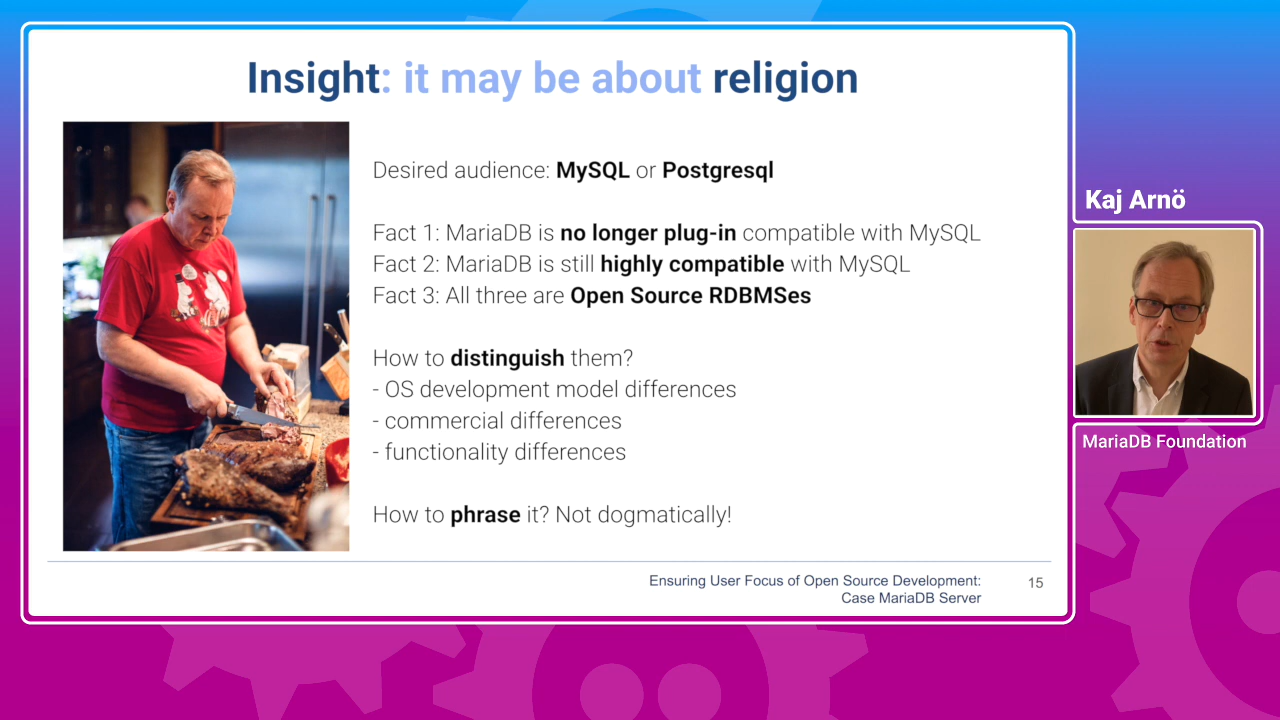 Insight: it may be about religion
Desired audience: MySQL or Postgresql
Fact 1: MariaDB is no longer plug-in compatible with MySQL
Fact 2: MariaDB is still highly compatible with MySQL
Fact 3: All three are Open Source RDBMSes
How to distinguish them?
- OS development model differences
- commercial differences
- functionality differences
How to phrase it? Not dogmatically!
Ensuring User Focus of Open Source Development:
Case MariaDB Server
15
Kaj Arnö
MariaDB Foundation